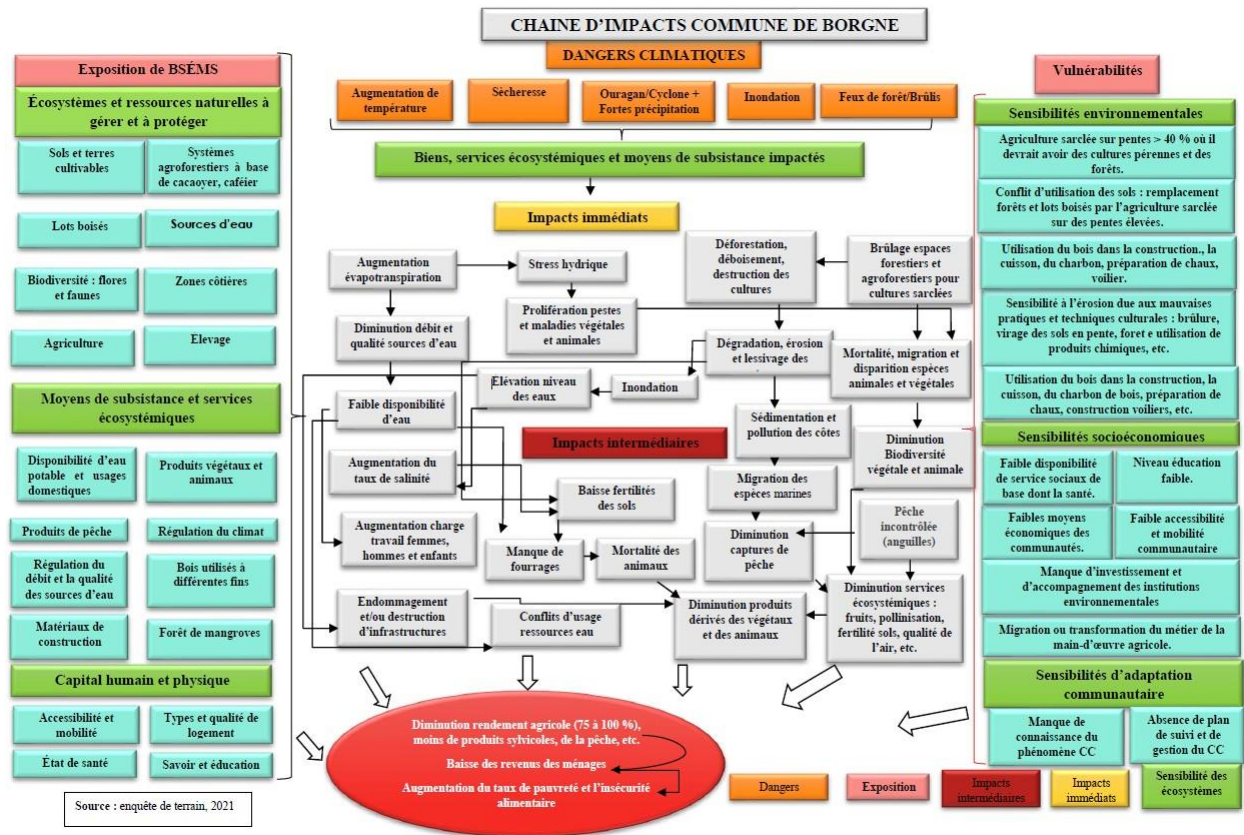 CHAINE D'IMPACTS COMMUNE DE BORGNE
DANGERS CLIMATIQUES
Augmentation de
température
Sècheresse
Ouragan/Cyclone +
Fortes précipitation
Inondation
Feux de forêt/Brûlis
Biens, services écosystémiques et moyens de subsistance impactés
Exposition de BSÉMS
Écosystèmes et ressources naturelles à
gérer et à protéger
Sols et terres
cultivables
Systèmes
agroforestiers à base
de cacaoyer, caféier
Lots boisés
Sources d'eau
Biodiversité : flores
et faunes
Zones côtières
Agriculture
Elevage
Moyens de subsistance et services
écosystémiques
Disponibilité d'eau
potable et usages
domestiques
Produits végétaux et
animaux
Produits de pêche
Régulation du climat
Régulation du
débit et la qualité
des sources d'eau
Bois utilisés à
différentes fins
Matériaux de
construction
Forêt de mangroves
Capital humain et physique
Accessibilité et
mobilité
Types et qualité de
logement
État de santé
Savoir et éducation
Source : enquête de terrain, 2021
Impacts immédiats
Augmentation
évapotranspiration
Stress hydrique
Déforestation,
déboisement,
destruction des
cultures
Brûlage espaces
forestiers et
agroforestiers pour
cultures sarclées
Diminution débit et
qualité sources d'eau
Prolifération pestes
et maladies végétales
et animales
Dégradation, érosion
et lessivage des
Mortalité, migration et
disparition espèces
animales et végétales
Elévation niveau
des eaux
Inondation
Faible disponibilité
d'eau
Impacts intermédiaires
Sédimentation et
pollution des côtes
Diminution
Biodiversité
végétale et animale
Augmentation du
taux de salinité
Baisse fertilités
des sols
Migration des
espèces marines
Augmentation charge
travail femmes,
hommes et enfants
Manque de
fourrages
Mortalité des
animaux
Diminution
captures de
pêche
Pêche
incontrôlée
(anguilles)
Endommagement
et/ou destruction
d'infrastructures
Conflits d'usage
ressources eau
Diminution produits
dérivés des végétaux
et des animaux
Diminution services
écosystémiques :
fruits, pollinisation,
fertilité sols, qualité de
l'air, etc.
Diminution rendement agricole (75 à 100 %),
moins de produits sylvicoles, de la pêche, etc.
Baisse des revenus des ménages
Augmentation du taux de pauvreté et l'insécurité
alimentaire
Vulnérabilités
Sensibilités environnementales
Agriculture sarclée sur pentes > 40 % où il
devrait avoir des cultures pérennes et des
forêts.
Conflit d'utilisation des sols : remplacement
forêts et lots boisés par l'agriculture sarclée
sur des pentes élevées.
Utilisation du bois dans la construction., la
cuisson, du charbon, préparation de chaux,
voilier.
Sensibilité à l'érosion due aux mauvaises
pratiques et techniques culturales : brûlure,
virage des sols en pente, foret e utilisation de
produits chimiques, etc.
Utilisation du bois dans la construction, la
cuisson, du charbon de bois, préparation de
chaux, construction voiliers, etc.
Sensibilités socioéconomiques
Faible disponibilité
de service sociaux de
base dont la santé.
Niveau éducation
faible.
Faibles moyens
économiques des
communautés.
Faible accessibilité
et mobilité
communautaire
Manque d'investissement et
d'accompagnement des institutions
environnementales
Migration ou transformation du métier de la
main-d'œuvre agricole.
Sensibilités d'adaptation
communautaire
Manque de
connaissance du
phénomène CC
Absence de plan
de suivi et de
gestion du CC
Dangers
Exposition
Impacts
intermédiaires
Impacts
immédiats
Sensibilité des
écosystèmes